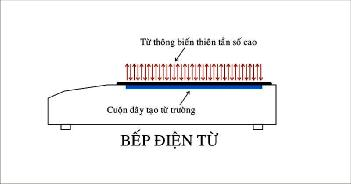 Từ thông biến thiên tần số cao
Cuộn dây tạo từ trường
BẾP ĐIỆN TỪ